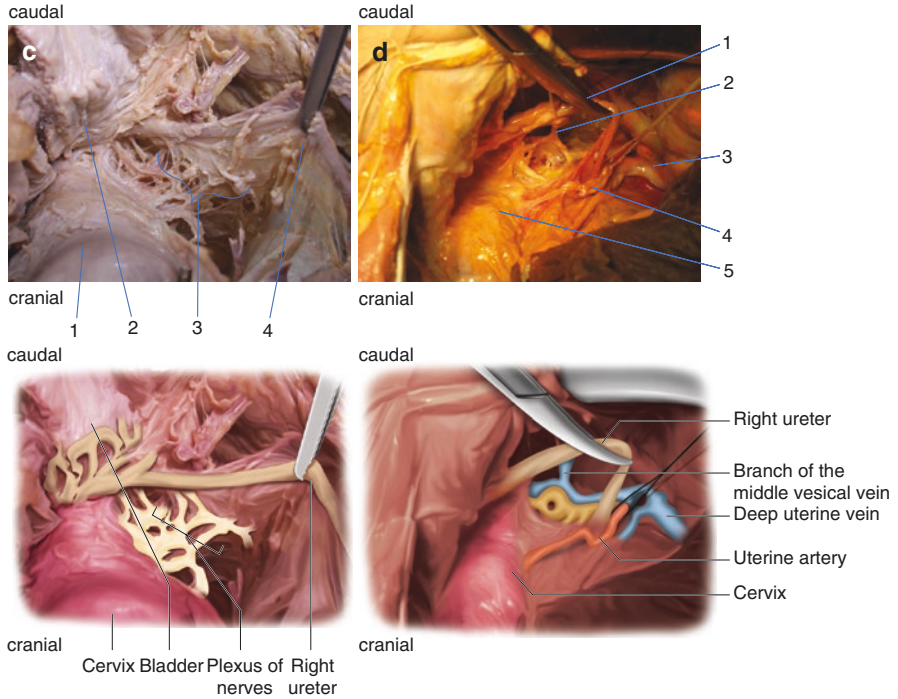 caudal
c
cranial
1
2
3
4
caudal
d
1
2
3
4
5
cranial
caudal
cranial
Cervix
Bladder
Plexus of
nerves
Right
ureter
caudal
Right ureter
Branch of the
middle vesical vein
Deep uterine vein
Uterine artery
Cervix
cranial